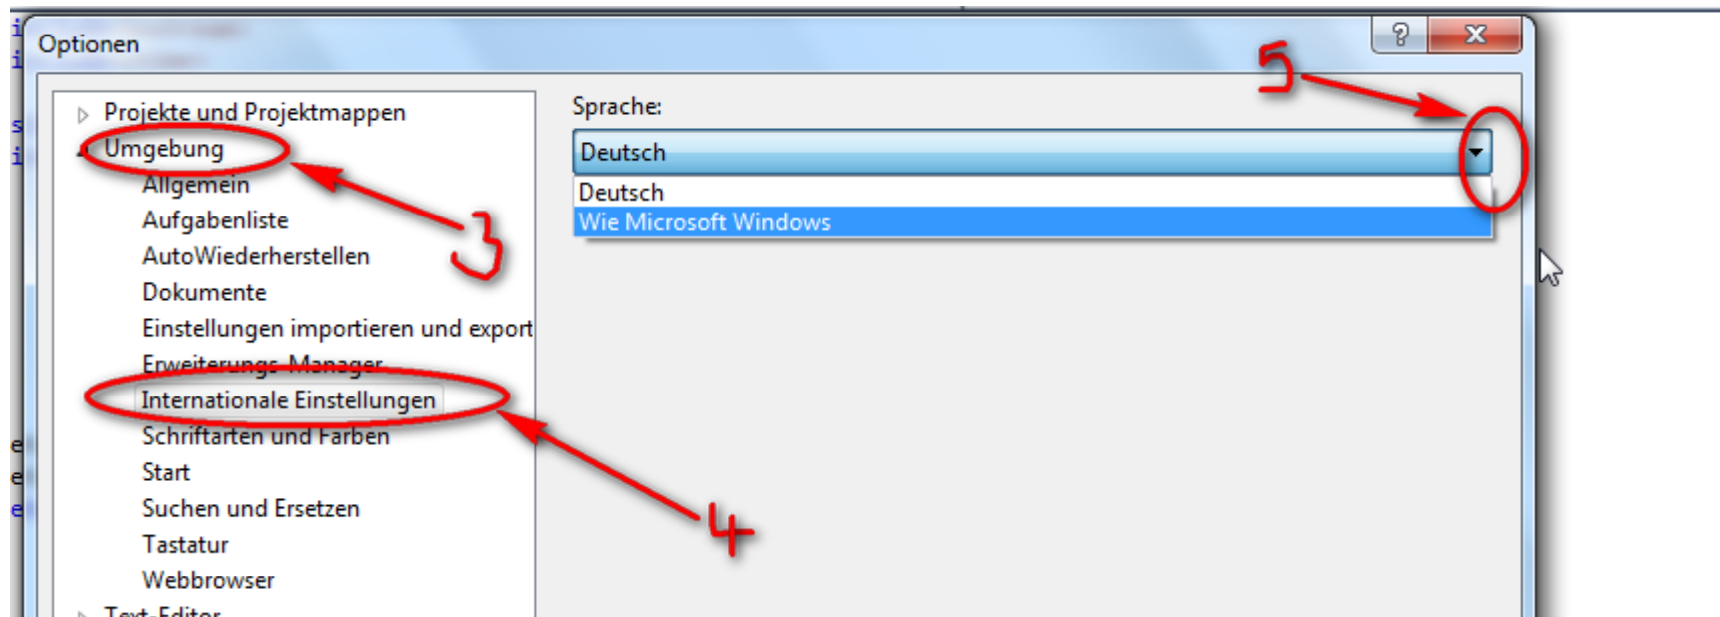 Optionen
5
Projekte und Projektmappen
Sprache:
Umgebung
Deutsch
Allgemein
Deutsch
Aufgabenliste
3
Wie Microsoft Windows
AutoWiederherstellen
Dokumente
Einstellungen importieren und export
Erweiterungs-Manager
Internationale Einstellungen
Schriftarten und Farben
Start
Suchen und Ersetzen
4
Tastatur
Webbrowser
Text-Editor